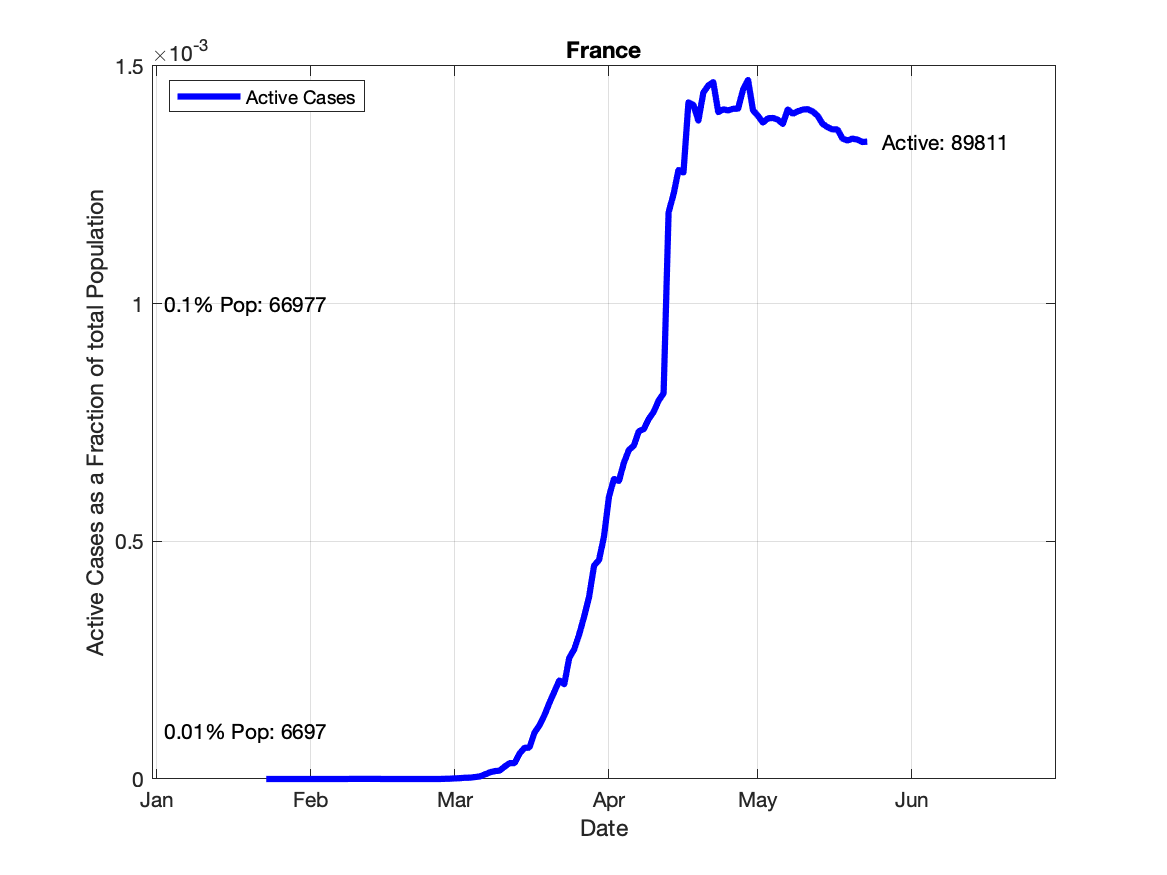 France
×10-3
1.5
Active Cases
Active: 89811
1
0.1% Pop: 66977
0.5
0.01% Pop: 6697
0
Active Cases as a Fraction of total Population
Jan Feb Mar Apr May Jun
Date